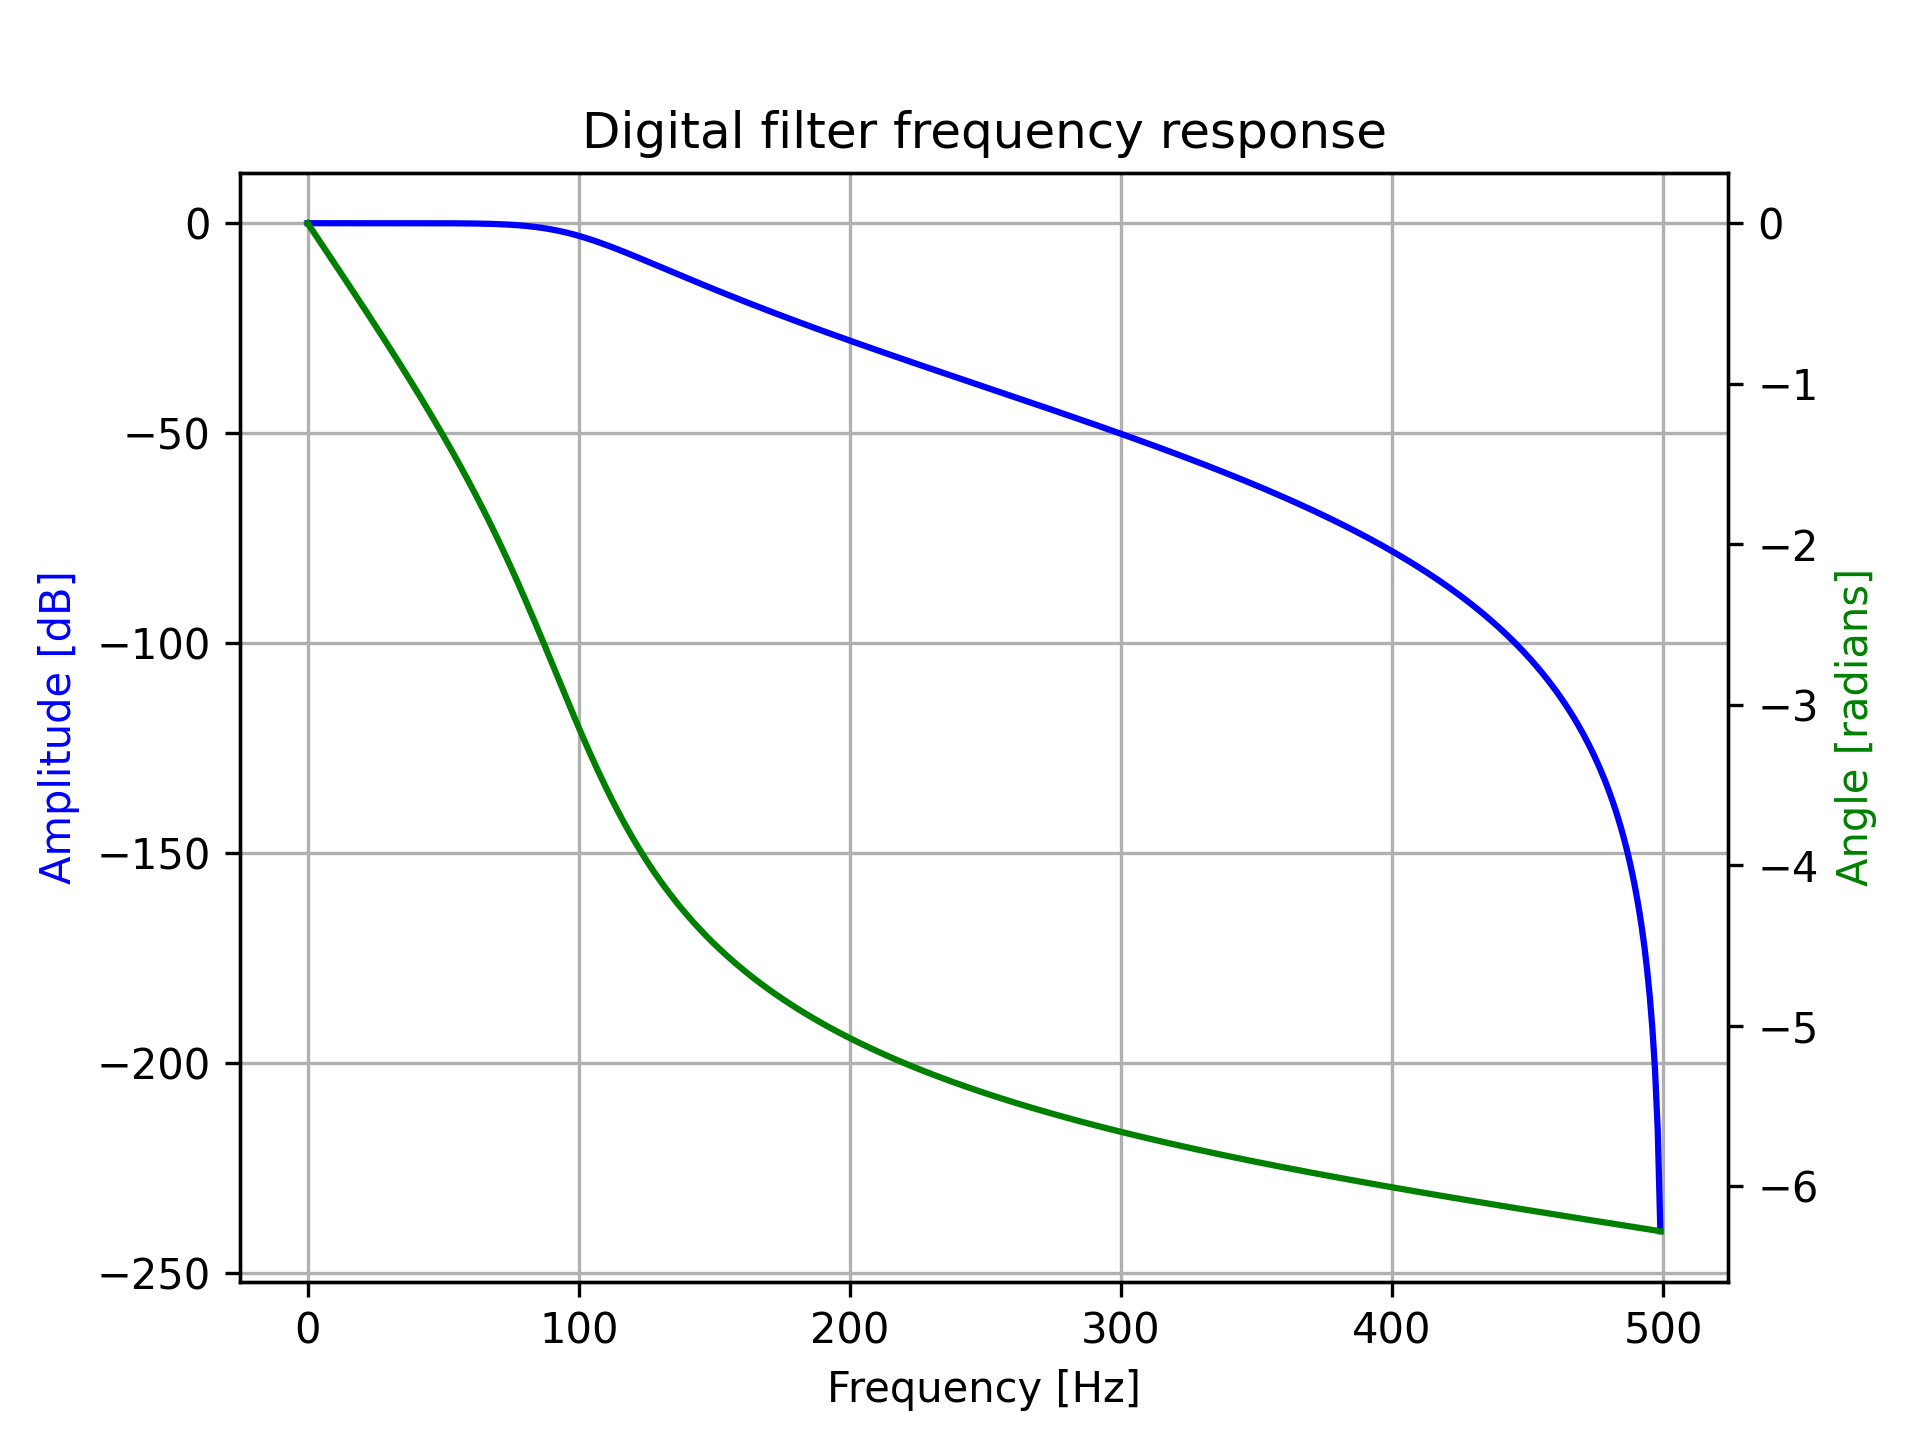 Digital filter frequency response
0
−50
−100
−150
−200
−250
Amplitude [dB]
0
−1
−2
−3
−4
−5
−6
Angle [radians]
0 100 200 300 400 500
Frequency [Hz]